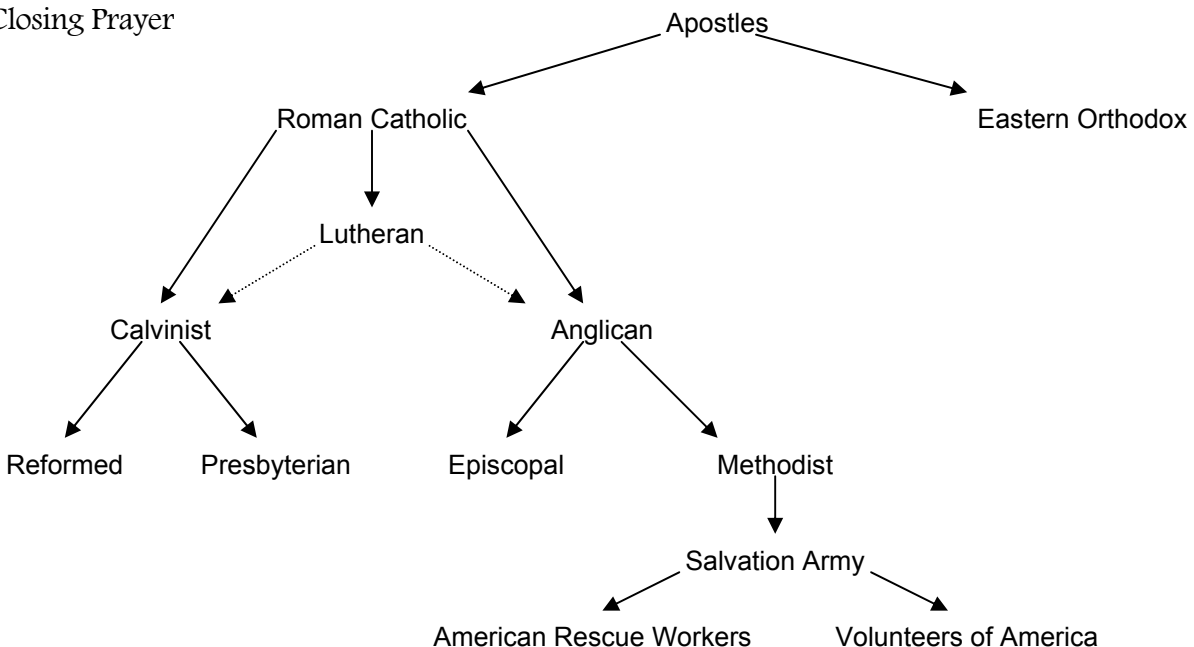 Closing Prayer
Apostles
Roman Catholic
Eastern Orthodox
Lutheran
Calvinist
Anglican
Reformed
Presbyterian
Episcopal
Methodist
Salvation Army
American Rescue Workers
Volunteers of America